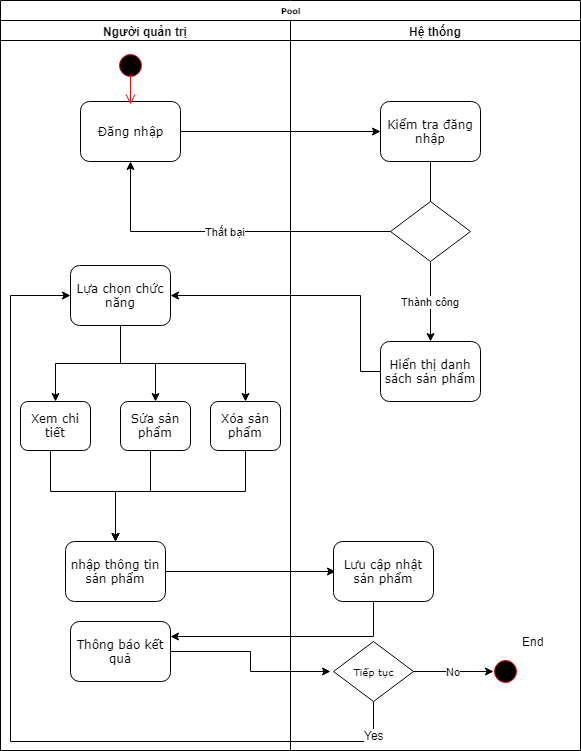 Pool
Người quản trị
Hệ thống
Đăng nhập
Kiểm tra đăng
nhập
Thất bại
Lựa chọn chức
năng
Thành công
Hiển thị danh
sách sản phẩm
Xem chi
tiết
Sửa sản
phẩm
Xóa sản
phẩm
nhập thông tin
sản phẩm
Lưu cập nhật
sản phẩm
Thông báo kết
quả
Tiếp tục
No
End
Yes